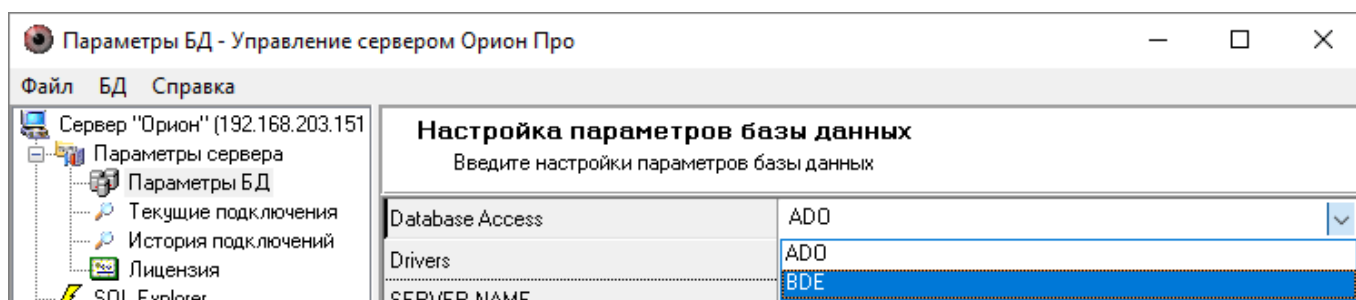 Параметры БД - Управление сервером Орион Про
Файл БД Справка
Сервер "Орион" (192.168.203.151
Параметры сервера
Параметры БД
Текущие подключения
История подключений
Лицензия
SQL Explorer
Настройка параметров базы данных
Введите настройки параметров базы данных
Database Access ADO
Drivers ADO
BDE
SERVER NAME